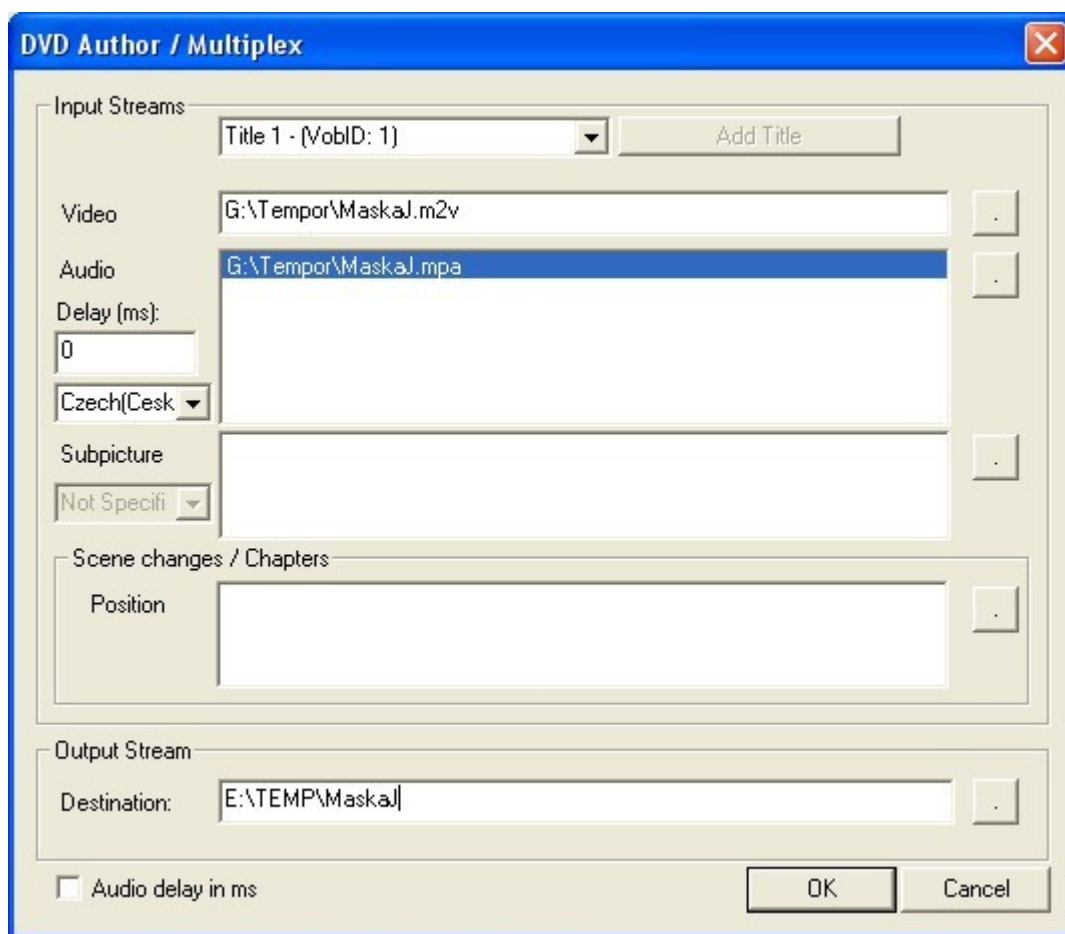 DVD Author / Multiplex
Input Streams
Title 1 - (VobID: 1)
Add Title
Video
G:\Tempor\MaskaJ.m2v
.
Audio
G:\Tempor\MaskaJ.mpa
.
Delay (ms):
0
Czech(Cesk
Subpicture
.
Not Specifi
Scene changes / Chapters
Position
.
Output Stream
Destination:
E:\TEMP\MaskaJ
.
Audio delay in ms
OK
Cancel